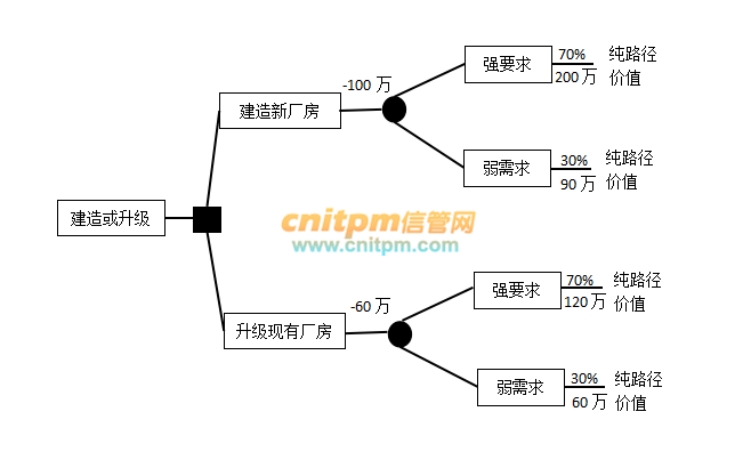 建造或升级
建造新厂房
-100 万
强要求
70%
200 万
纯路径
价值
弱需求
30%
90 万
纯路径
价值
cnitpm信管网
www.cnitpm.com
升级现有厂房
-60 万
强要求
70%
120 万
纯路径
价值
弱需求
30%
60 万
纯路径
价值